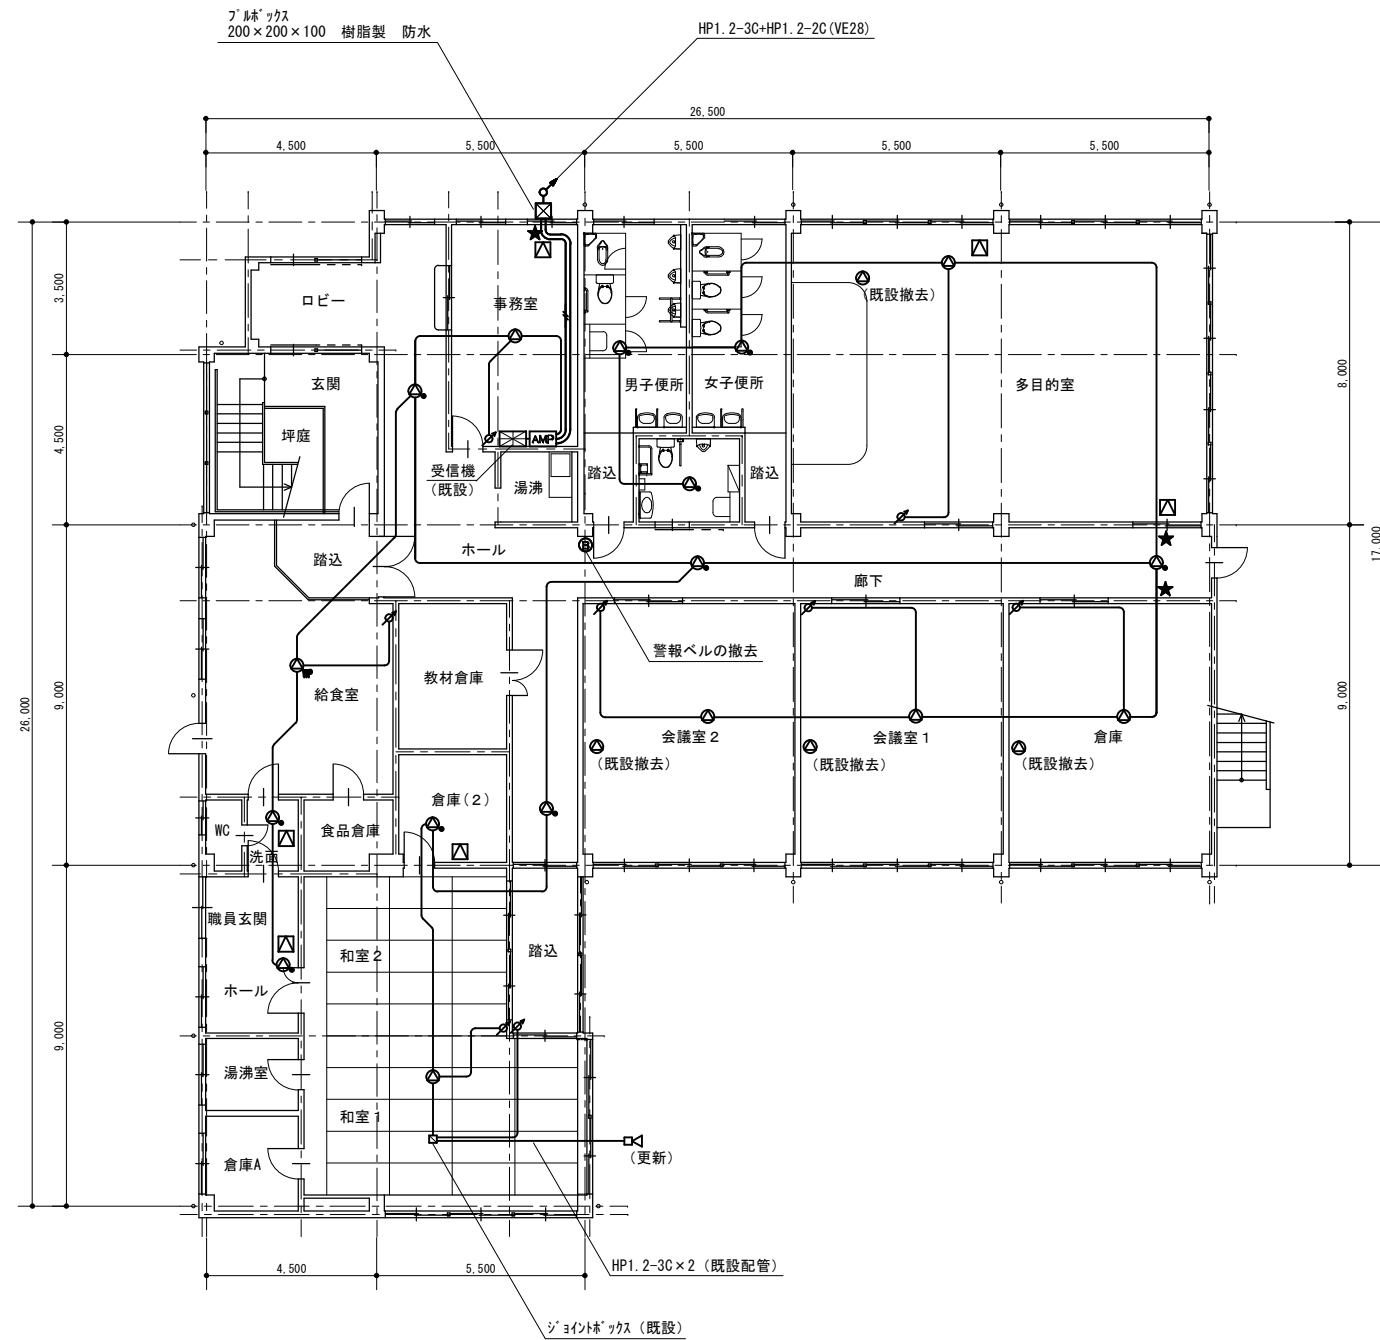 ﾌﾟﾙﾎﾞｯｸｽ
200×200×100 樹脂製 防水
HP1.2-3C+HP1.2-2C(VE28)
26,500
4,500
5,500
5,500
5,500
5,500
3,500
4,500
9,000
9,000
26,000
8,000
9,000
17,000
ロビー
事務室
(既設撤去)
玄関
男子便所
女子便所
多目的室
坪庭
AMP
受信機
(既設)
湯沸
踏込
踏込
踏込
ホール
B
廊下
警報ベルの撤去
教材倉庫
給食室
WP
会議室2
会議室1
倉庫
(既設撤去)
(既設撤去)
(既設撤去)
倉庫(2)
WC
食品倉庫
洗面
職員玄関
和室2
踏込
ホール
湯沸室
和室1
倉庫A
(更新)
4,500
5,500
HP1.2-3C×2 (既設配管)
ｼﾞｮｲﾝﾄﾎﾞｯｸｽ (既設)